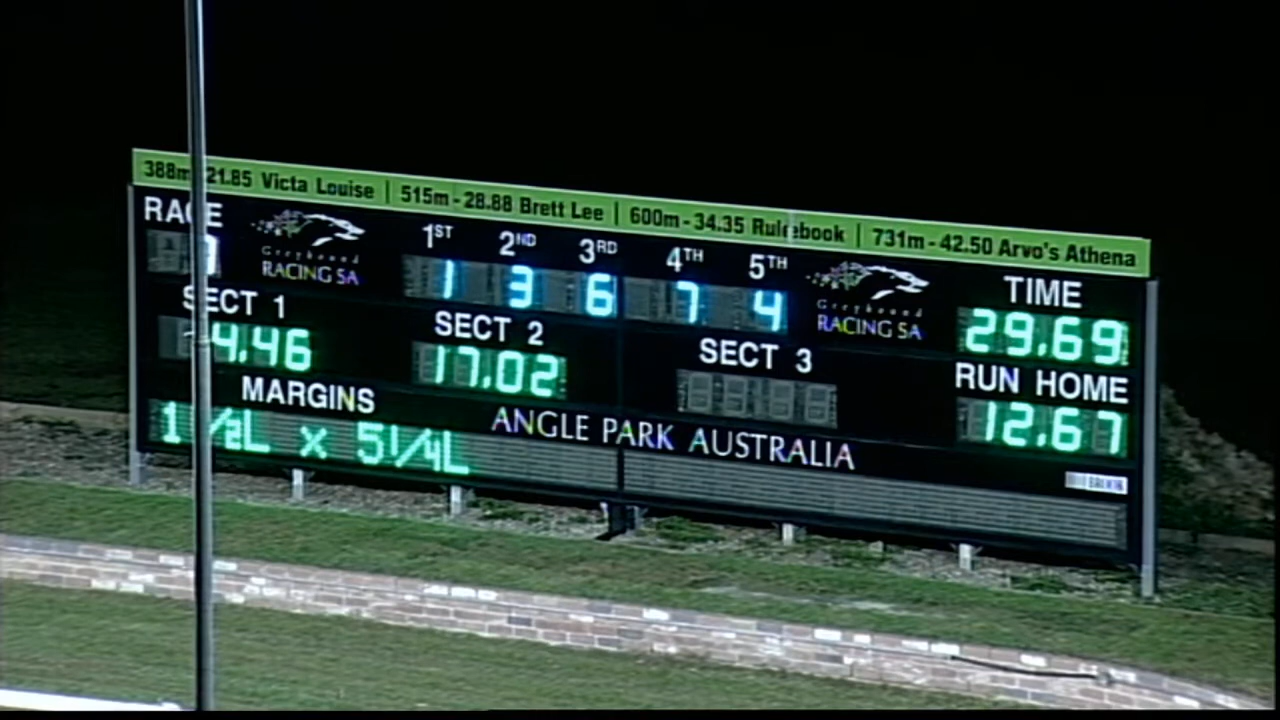 388m 21.85 Victa Louise | 515m - 28.88 Brett Lee | 600m - 34.35 Rulebook | 731m - 42.50 Arvo's Athena
RACE
Greyhound
RACING SA
1ST 2ND 3RD 4TH 5TH
1 3 6 7 4
Greyhound
RACING SA
TIME
29.69
SECT 1
4.46
SECT 2
17.02
SECT 3
RUN HOME
12.67
MARGINS
1 1/2L x 5 1/4L
ANGLE PARK AUSTRALIA